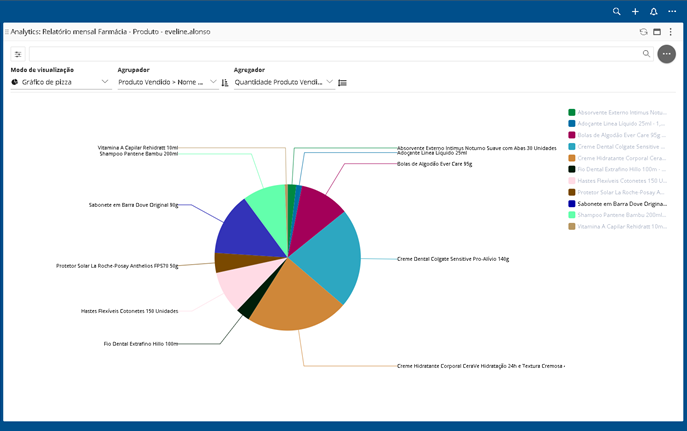 Analytics: Relatório mensal Farmácia - Produto - eveline.alonso
Modo de visualização
Agrupador
Agregador
Gráfico de pizza
Produto Vendido > Nome ...
Quantidade Produto Vendi...
Vitamina A Capilar Rehidratt 10ml
Shampoo Pantene Bambu 200ml
Sabonete em Barra Dove Original 90g
Protetor Solar La Roche-Posay Anthelios FPS70 50g
Hastes Flexíveis Cotonetes 150 Unidades
Fio Dental Extrafino Hillo 100m
Absorvente Externo Intimus Noturno Suave com Abas 30 Unidades
Adoçante Linea Líquido 25ml
Bolas de Algodão Ever Care 95g
Creme Dental Colgate Sensitive Pro-Alívio 140g
Creme Hidratante Corporal CeraVe Hidratação 24h e Textura Cremosa -
Absorvente Externo Intimus Notu...
Adoçante Linea Líquido 25ml - 1,...
Bolas de Algodão Ever Care 95g ...
Creme Dental Colgate Sensitive ...
Creme Hidratante Corporal Cera...
Fio Dental Extrafino Hillo 100m - ...
Hastes Flexíveis Cotonetes 150 U...
Protetor Solar La Roche-Posay A...
Sabonete em Barra Dove Origina...
Shampoo Pantene Bambu 200ml...
Vitamina A Capilar Rehidratt 10m...